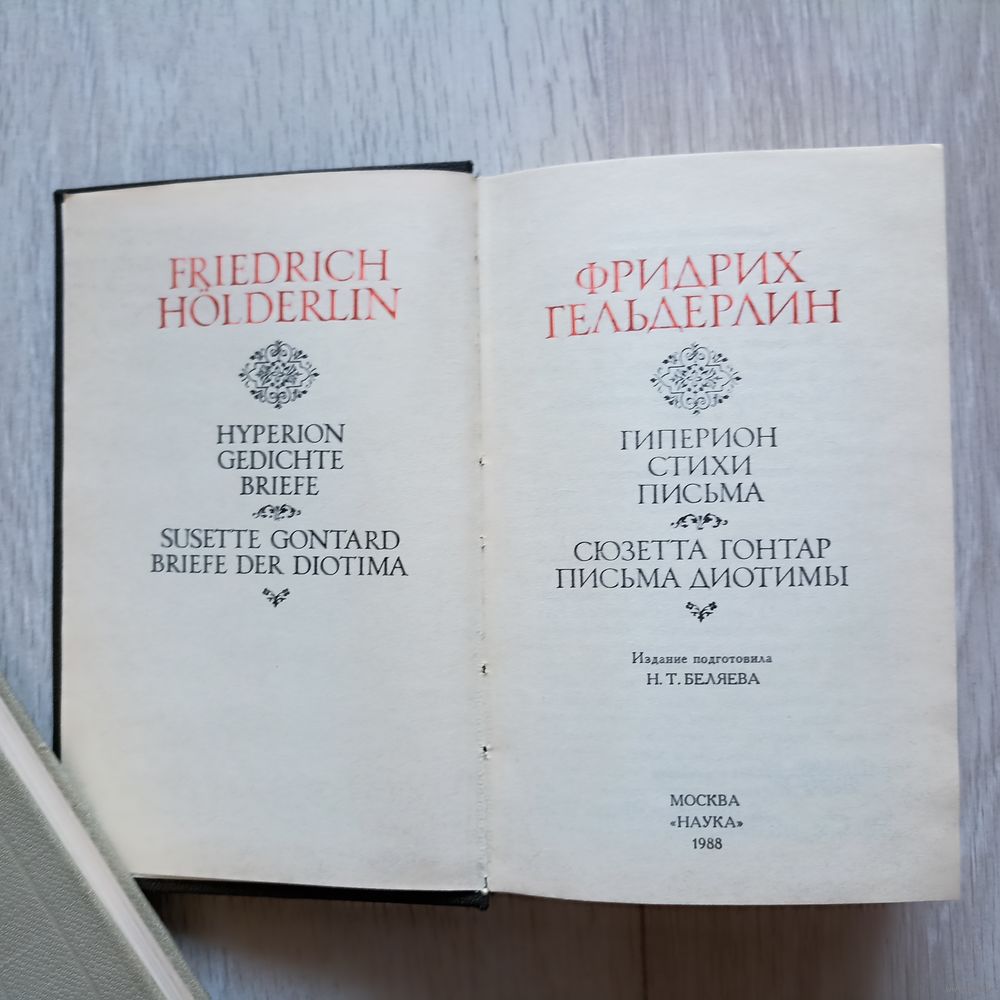 FRIEDRICH
HÖLDERLIN
HYPERION
GEDICHTE
BRIEFE
SUSETTE GONTARD
BRIEFE DER DIOTIMA
ФРИДРИХ
ГЕЛЬДЕРЛИН
ГИПЕРИОН
СТИХИ
ПИСЬМА
СЮЗЕТТА ГОНТАР
ПИСЬМА ДИОТИМЫ
Издание подготовила
Н. Т. БЕЛЯЕВА
МОСКВА
«НАУКА»
1988